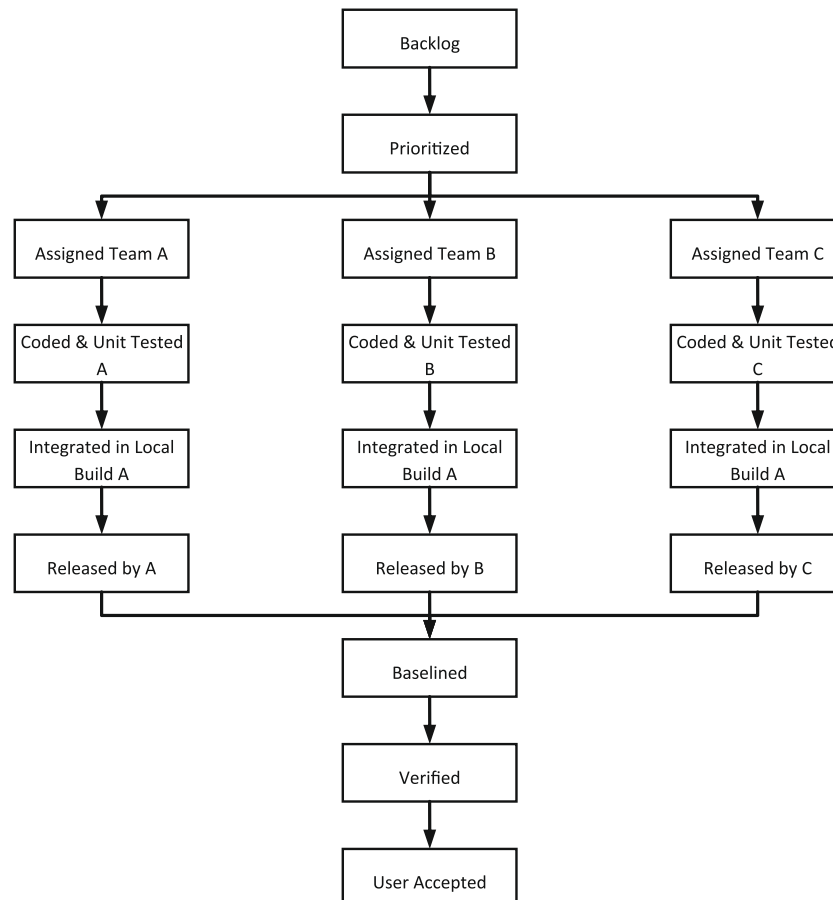 Backlog
Prioritized
Assigned Team A
Assigned Team B
Assigned Team C
Coded & Unit Tested
A
Coded & Unit Tested
B
Coded & Unit Tested
C
Integrated in Local
Build A
Integrated in Local
Build A
Integrated in Local
Build A
Released by A
Released by B
Released by C
Baselined
Verified
User Accepted